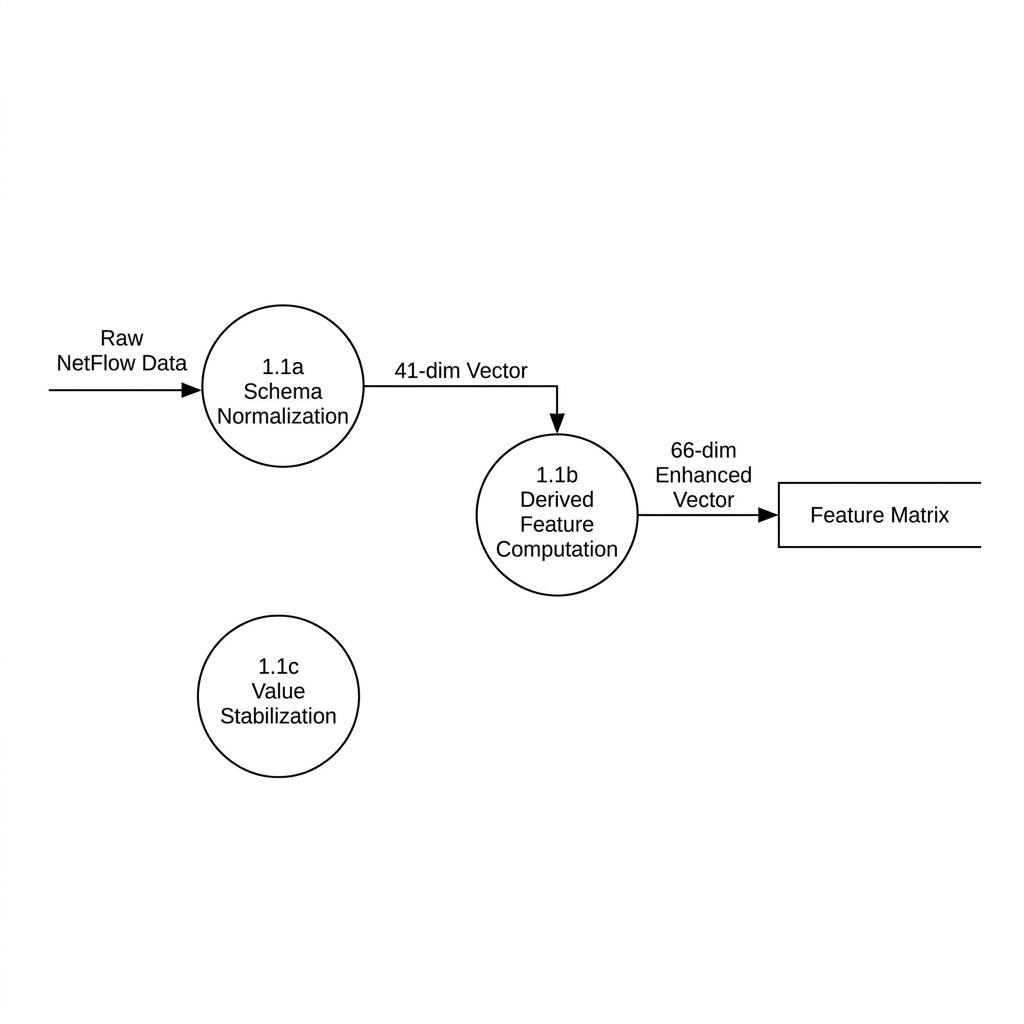 Raw
NetFlow Data
1.1a
Schema
Normalization
41-dim Vector
1.1b
Derived
Feature
Computation
66-dim
Enhanced
Vector
Feature Matrix
1.1c
Value
Stabilization